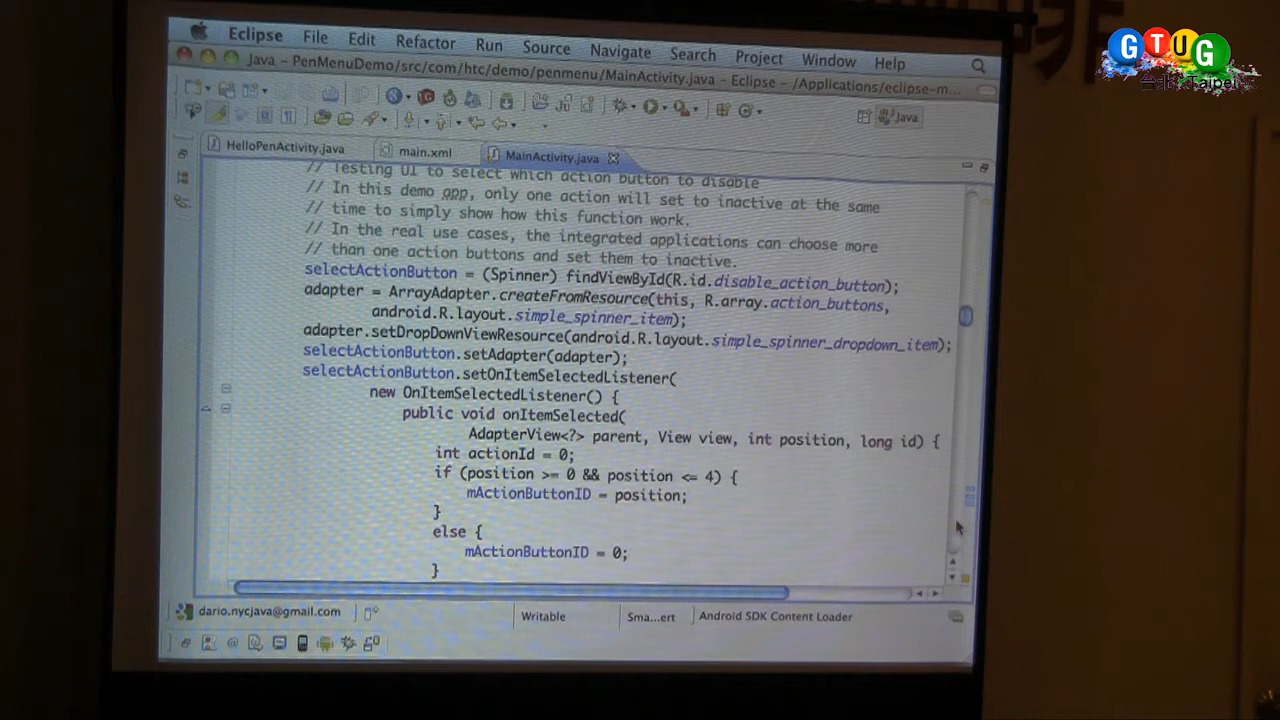 GTUG
台北, Taipei
Eclipse File Edit Refactor Run Source Navigate Search Project Window Help
Java - PenMenuDemo/src/com/htc/demo/penmenu/MainActivity.java - Eclipse - /Applications/eclipse-m...
Java
HelloPenActivity.java main.xml MainActivity.java
// Testing UI to select which action button to disable
// In this demo app, only one action will set to inactive at the same
// time to simply show how this function work.
// In the real use cases, the integrated applications can choose more
// than one action buttons and set them to inactive.
selectActionButton = (Spinner) findViewById(R.id.disable_action_button);
adapter = ArrayAdapter.createFromResource(this, R.array.action_buttons,
android.R.layout.simple_spinner_item);
adapter.setDropDownViewResource(android.R.layout.simple_spinner_dropdown_item);
selectActionButton.setAdapter(adapter);
selectActionButton.setOnItemSelectedListener(
new OnItemSelectedListener() {
public void onItemSelected(
AdapterView<?> parent, View view, int position, long id) {
int actionId = 0;
if (position >= 0 && position <= 4) {
mActionButtonID = position;
}
else {
mActionButtonID = 0;
}
dario.nycjava@gmail.com Writable Sma...ert Android SDK Content Loader